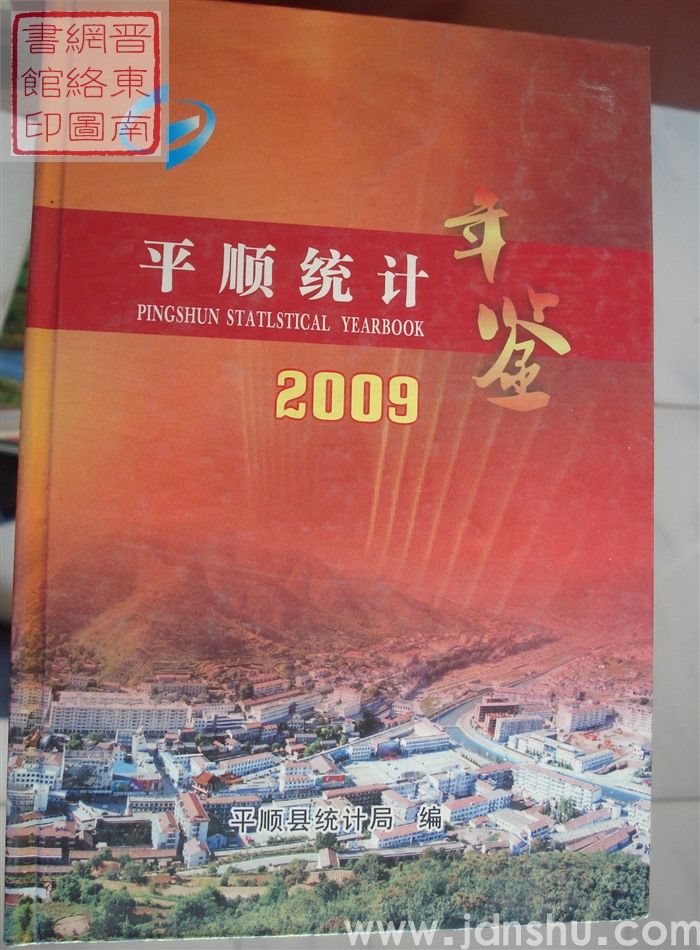 晋東南
網絡圖
書館印
平顺统计
年鉴
PINGSHUN STATLSTICAL YEARBOOK
2009
平顺县统计局 编
www.jdnshu.com